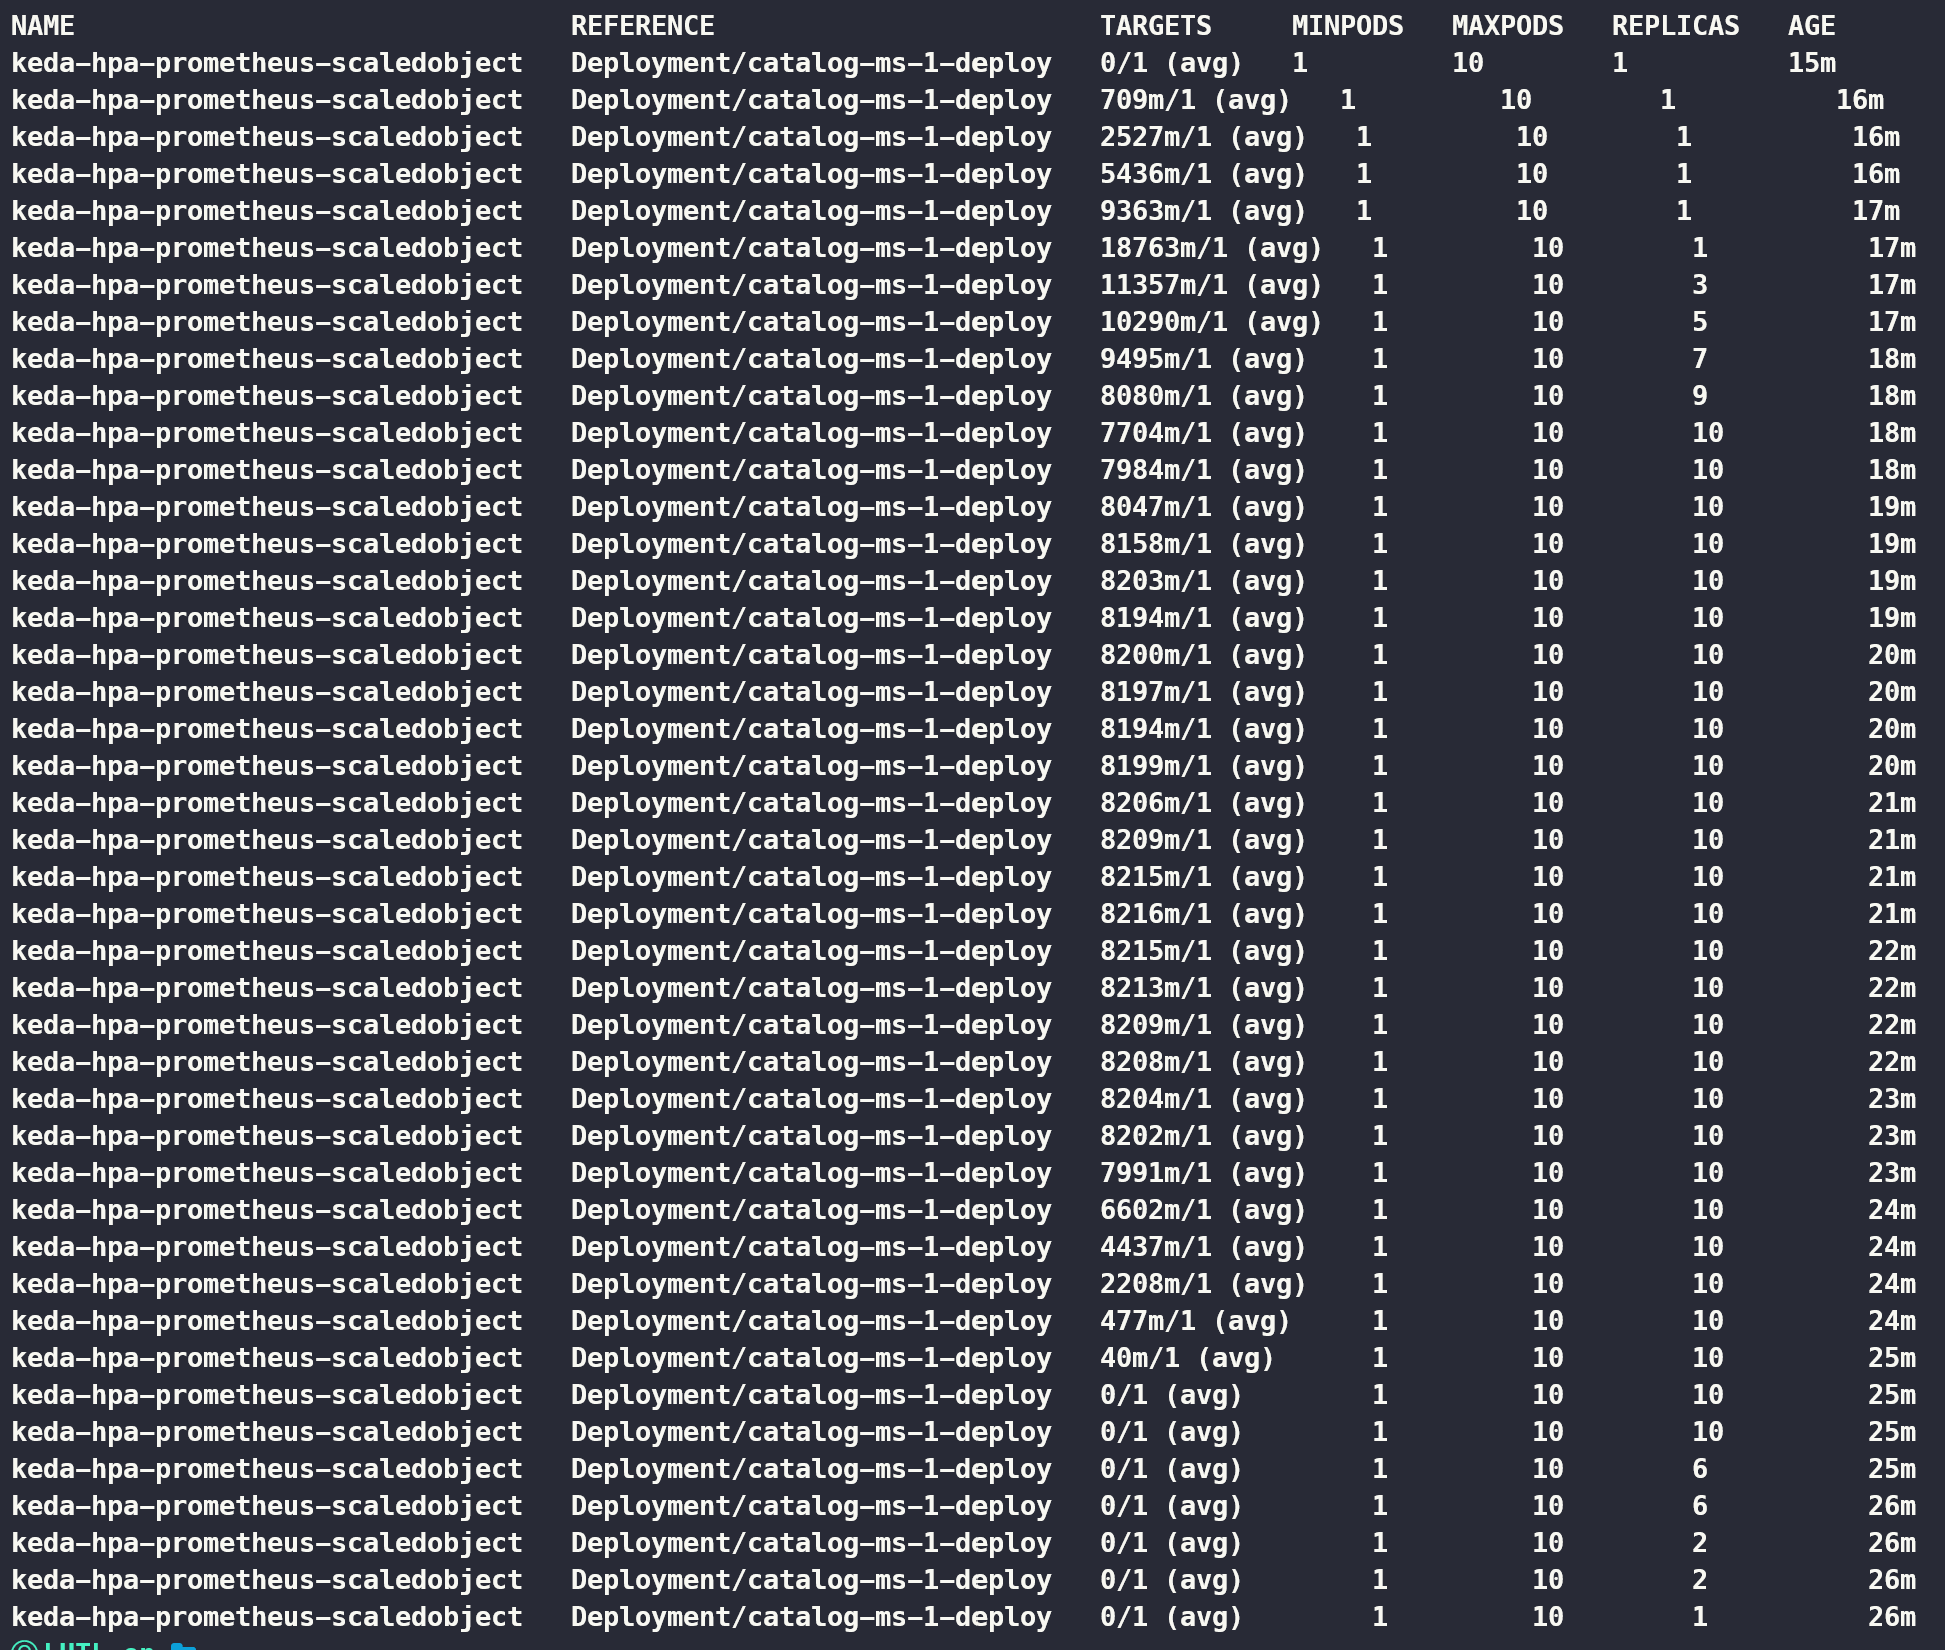 NAME REFERENCE TARGETS MINPODS MAXPODS REPLICAS AGE
keda-hpa-prometheus-scaledobject Deployment/catalog-ms-1-deploy 0/1 (avg) 1 10 1 15m
keda-hpa-prometheus-scaledobject Deployment/catalog-ms-1-deploy 709m/1 (avg) 1 10 1 16m
keda-hpa-prometheus-scaledobject Deployment/catalog-ms-1-deploy 2527m/1 (avg) 1 10 1 16m
keda-hpa-prometheus-scaledobject Deployment/catalog-ms-1-deploy 5436m/1 (avg) 1 10 1 16m
keda-hpa-prometheus-scaledobject Deployment/catalog-ms-1-deploy 9363m/1 (avg) 1 10 1 17m
keda-hpa-prometheus-scaledobject Deployment/catalog-ms-1-deploy 18763m/1 (avg) 1 10 1 17m
keda-hpa-prometheus-scaledobject Deployment/catalog-ms-1-deploy 11357m/1 (avg) 1 10 3 17m
keda-hpa-prometheus-scaledobject Deployment/catalog-ms-1-deploy 10290m/1 (avg) 1 10 5 17m
keda-hpa-prometheus-scaledobject Deployment/catalog-ms-1-deploy 9495m/1 (avg) 1 10 7 18m
keda-hpa-prometheus-scaledobject Deployment/catalog-ms-1-deploy 8080m/1 (avg) 1 10 9 18m
keda-hpa-prometheus-scaledobject Deployment/catalog-ms-1-deploy 7704m/1 (avg) 1 10 10 18m
keda-hpa-prometheus-scaledobject Deployment/catalog-ms-1-deploy 7984m/1 (avg) 1 10 10 18m
keda-hpa-prometheus-scaledobject Deployment/catalog-ms-1-deploy 8047m/1 (avg) 1 10 10 19m
keda-hpa-prometheus-scaledobject Deployment/catalog-ms-1-deploy 8158m/1 (avg) 1 10 10 19m
keda-hpa-prometheus-scaledobject Deployment/catalog-ms-1-deploy 8203m/1 (avg) 1 10 10 19m
keda-hpa-prometheus-scaledobject Deployment/catalog-ms-1-deploy 8194m/1 (avg) 1 10 10 19m
keda-hpa-prometheus-scaledobject Deployment/catalog-ms-1-deploy 8200m/1 (avg) 1 10 10 20m
keda-hpa-prometheus-scaledobject Deployment/catalog-ms-1-deploy 8197m/1 (avg) 1 10 10 20m
keda-hpa-prometheus-scaledobject Deployment/catalog-ms-1-deploy 8194m/1 (avg) 1 10 10 20m
keda-hpa-prometheus-scaledobject Deployment/catalog-ms-1-deploy 8199m/1 (avg) 1 10 10 20m
keda-hpa-prometheus-scaledobject Deployment/catalog-ms-1-deploy 8206m/1 (avg) 1 10 10 21m
keda-hpa-prometheus-scaledobject Deployment/catalog-ms-1-deploy 8209m/1 (avg) 1 10 10 21m
keda-hpa-prometheus-scaledobject Deployment/catalog-ms-1-deploy 8215m/1 (avg) 1 10 10 21m
keda-hpa-prometheus-scaledobject Deployment/catalog-ms-1-deploy 8216m/1 (avg) 1 10 10 21m
keda-hpa-prometheus-scaledobject Deployment/catalog-ms-1-deploy 8215m/1 (avg) 1 10 10 22m
keda-hpa-prometheus-scaledobject Deployment/catalog-ms-1-deploy 8213m/1 (avg) 1 10 10 22m
keda-hpa-prometheus-scaledobject Deployment/catalog-ms-1-deploy 8209m/1 (avg) 1 10 10 22m
keda-hpa-prometheus-scaledobject Deployment/catalog-ms-1-deploy 8208m/1 (avg) 1 10 10 22m
keda-hpa-prometheus-scaledobject Deployment/catalog-ms-1-deploy 8204m/1 (avg) 1 10 10 23m
keda-hpa-prometheus-scaledobject Deployment/catalog-ms-1-deploy 8202m/1 (avg) 1 10 10 23m
keda-hpa-prometheus-scaledobject Deployment/catalog-ms-1-deploy 7991m/1 (avg) 1 10 10 23m
keda-hpa-prometheus-scaledobject Deployment/catalog-ms-1-deploy 6602m/1 (avg) 1 10 10 24m
keda-hpa-prometheus-scaledobject Deployment/catalog-ms-1-deploy 4437m/1 (avg) 1 10 10 24m
keda-hpa-prometheus-scaledobject Deployment/catalog-ms-1-deploy 2208m/1 (avg) 1 10 10 24m
keda-hpa-prometheus-scaledobject Deployment/catalog-ms-1-deploy 477m/1 (avg) 1 10 10 24m
keda-hpa-prometheus-scaledobject Deployment/catalog-ms-1-deploy 40m/1 (avg) 1 10 10 25m
keda-hpa-prometheus-scaledobject Deployment/catalog-ms-1-deploy 0/1 (avg) 1 10 10 25m
keda-hpa-prometheus-scaledobject Deployment/catalog-ms-1-deploy 0/1 (avg) 1 10 10 25m
keda-hpa-prometheus-scaledobject Deployment/catalog-ms-1-deploy 0/1 (avg) 1 10 6 25m
keda-hpa-prometheus-scaledobject Deployment/catalog-ms-1-deploy 0/1 (avg) 1 10 6 26m
keda-hpa-prometheus-scaledobject Deployment/catalog-ms-1-deploy 0/1 (avg) 1 10 2 26m
keda-hpa-prometheus-scaledobject Deployment/catalog-ms-1-deploy 0/1 (avg) 1 10 2 26m
keda-hpa-prometheus-scaledobject Deployment/catalog-ms-1-deploy 0/1 (avg) 1 10 1 26m